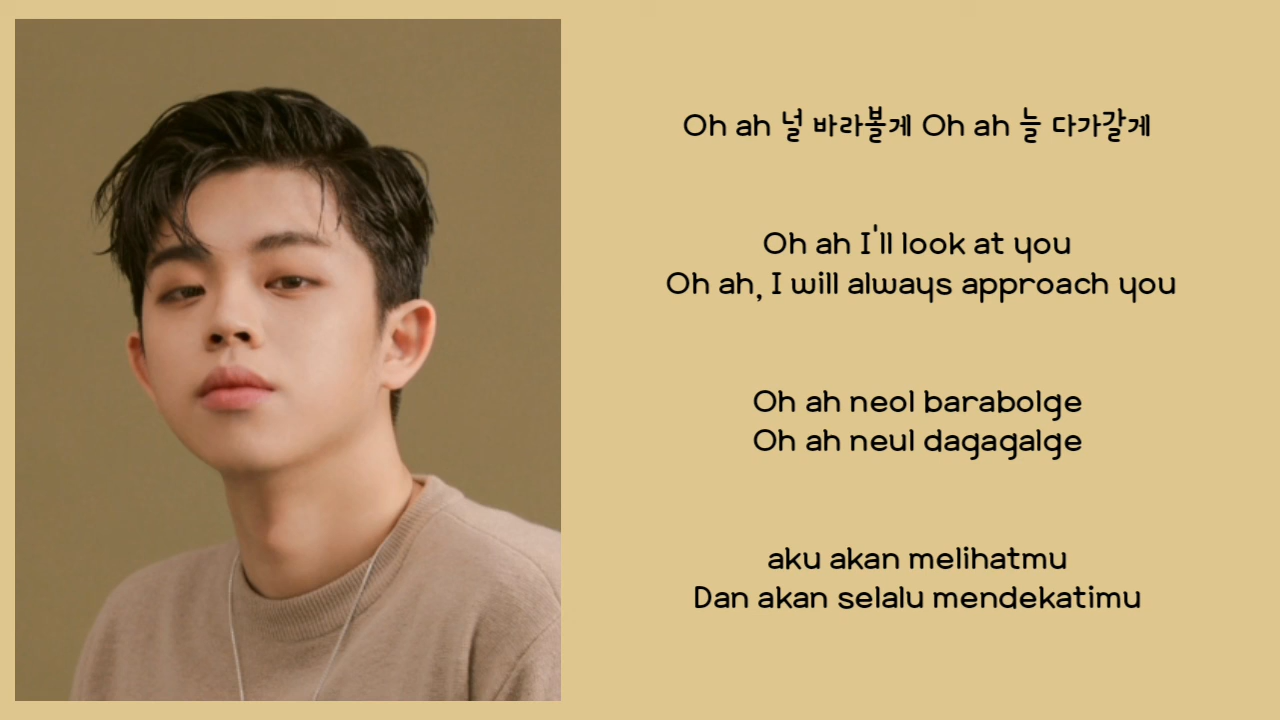 Oh ah 널 바라볼게 Oh ah 늘 다가갈게
Oh ah I'll look at you
Oh ah, I will always approach you
Oh ah neol barabolge
Oh ah neul dagagalge
aku akan melihatmu
Dan akan selalu mendekatimu